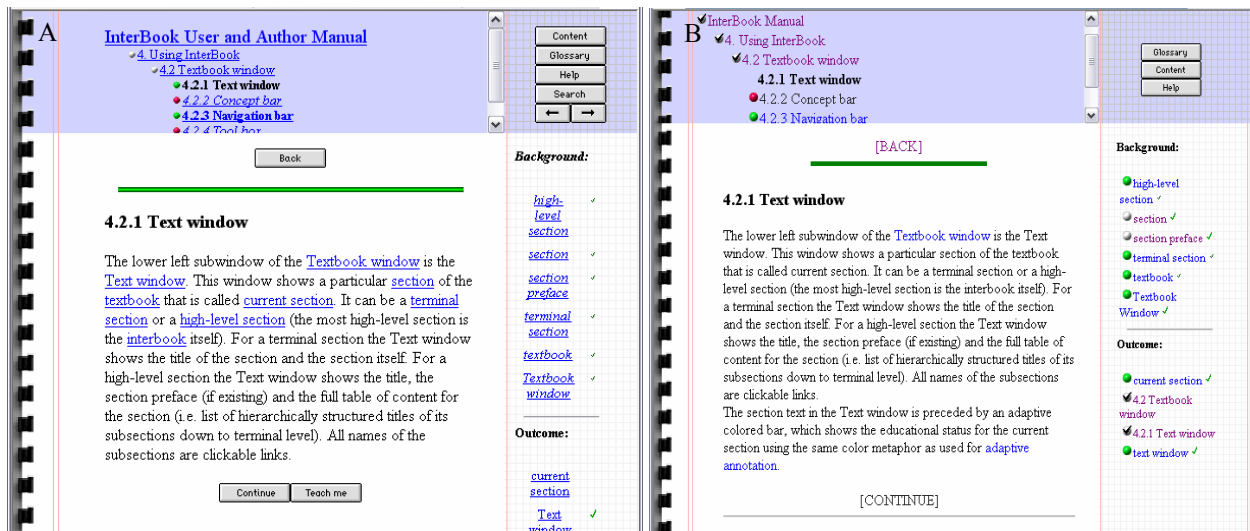 A
InterBook User and Author Manual
4. Using InterBook
4.2 Textbook window
4.2.1 Text window
4.2.2 Concept bar
4.2.3 Navigation bar
4.2.4 Tool bar
Content
Glossary
Help
Search
← →
Back
4.2.1 Text window
The lower left subwindow of the Textbook window is the
Text window. This window shows a particular section of the
textbook that is called current section. It can be a terminal
section or a high-level section (the most high-level section is
the interbook itself). For a terminal section the Text window
shows the title of the section and the section itself. For a
high-level section the Text window shows the title, the
section preface (if existing) and the full table of content for
the section (i.e. list of hierarchically structured titles of its
subsections down to terminal level). All names of the
subsections are clickable links.
Continue Teach me
Background:
high-
level
section
section
section
preface
terminal
section
textbook
Textbook
window
Outcome:
current
section
Text
window
B
InterBook Manual
4. Using InterBook
4.2 Textbook window
4.2.1 Text window
4.2.2 Concept bar
4.2.3 Navigation bar
Glossary
Content
Help
[BACK]
4.2.1 Text window
The lower left subwindow of the Textbook window is the Text
window. This window shows a particular section of the textbook
that is called current section. It can be a terminal section or a high-
level section (the most high-level section is the interbook itself). For
a terminal section the Text window shows the title of the section
and the section itself. For a high-level section the Text window
shows the title, the section preface (if existing) and the full table of
content for the section (i.e. list of hierarchically structured titles of its
subsections down to terminal level). All names of the subsections
are clickable links.
The section text in the Text window is preceded by an adaptive
colored bar, which shows the educational status for the current
section using the same color metaphor as used for adaptive
annotation.
[CONTINUE]
Background:
high-level
section
section
section preface
terminal section
textbook
Textbook
Window
Outcome:
current section
4.2 Textbook
window
4.2.1 Text window
text window